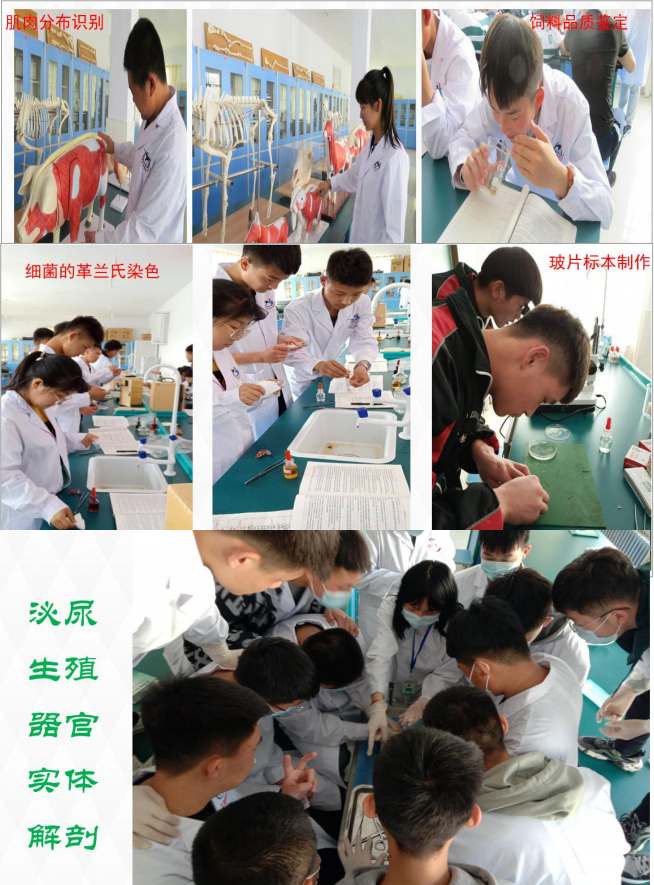 肌肉分布识别
饲料品质鉴定
细菌的革兰氏染色
玻片标本制作
泌尿
生殖
器官
实体
解剖